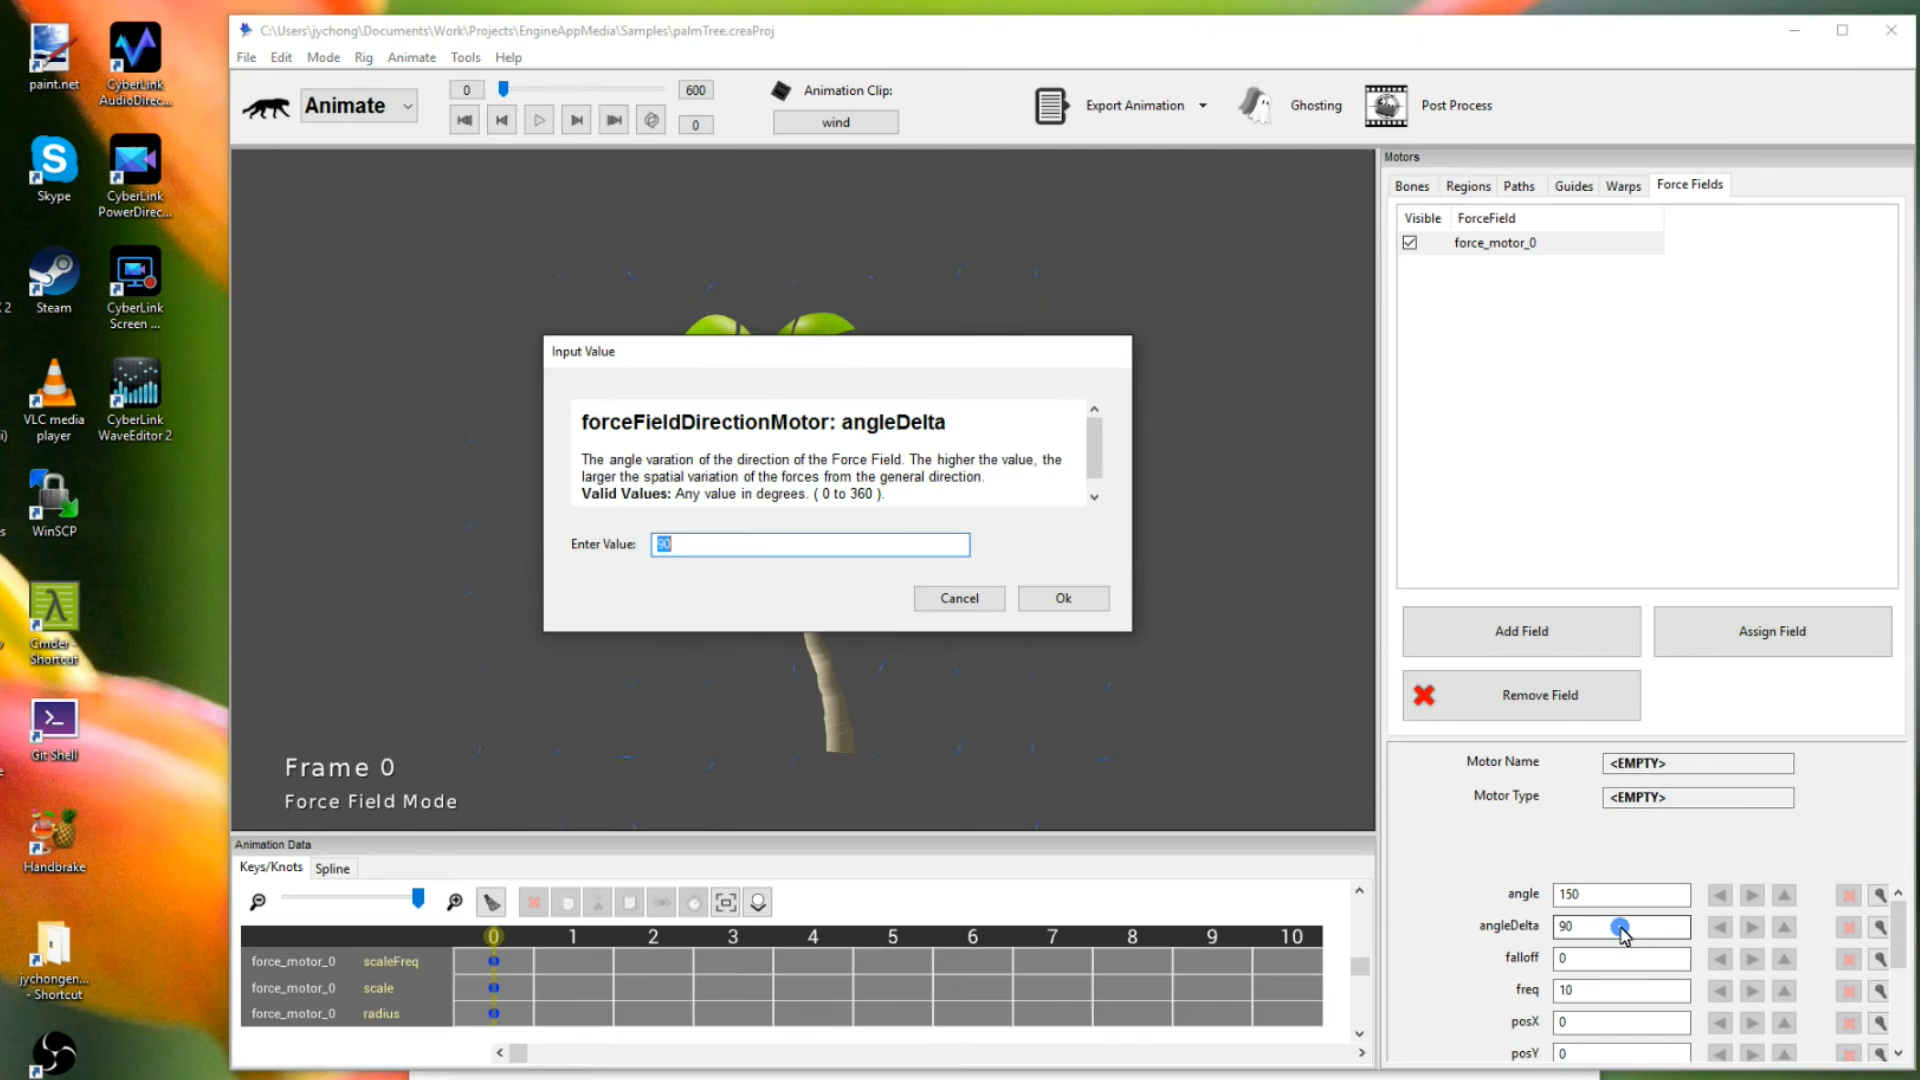 C:\Users\jychong\Documents\Work\Projects\EngineAppMedia\Samples\palmTree.creaProj
File Edit Mode Rig Animate Tools Help
Animate
0
600
0
Animation Clip:
wind
Export Animation
Ghosting
Post Process
paint.net
CyberLink
AudioDirec...
Skype
CyberLink
PowerDirec...
Steam
CyberLink
Screen ...
VLC media
player
CyberLink
WaveEditor 2
WinSCP
Cmder -
Shortcut
Git Shell
Handbrake
jychongen...
- Shortcut
Motors
Bones Regions Paths Guides Warps Force Fields
Visible ForceField
force_motor_0
Input Value
forceFieldDirectionMotor: angleDelta
The angle varation of the direction of the Force Field. The higher the value, the
larger the spatial variation of the forces from the general direction.
Valid Values: Any value in degrees. ( 0 to 360 ).
Enter Value: 90
Cancel Ok
Add Field Assign Field
Remove Field
Frame 0
Force Field Mode
Motor Name <EMPTY>
Motor Type <EMPTY>
angle 150
angleDelta 90
falloff 0
freq 10
posX 0
posY 0
Animation Data
Keys/Knots Spline
0 1 2 3 4 5 6 7 8 9 10
force_motor_0 scaleFreq
force_motor_0 scale
force_motor_0 radius